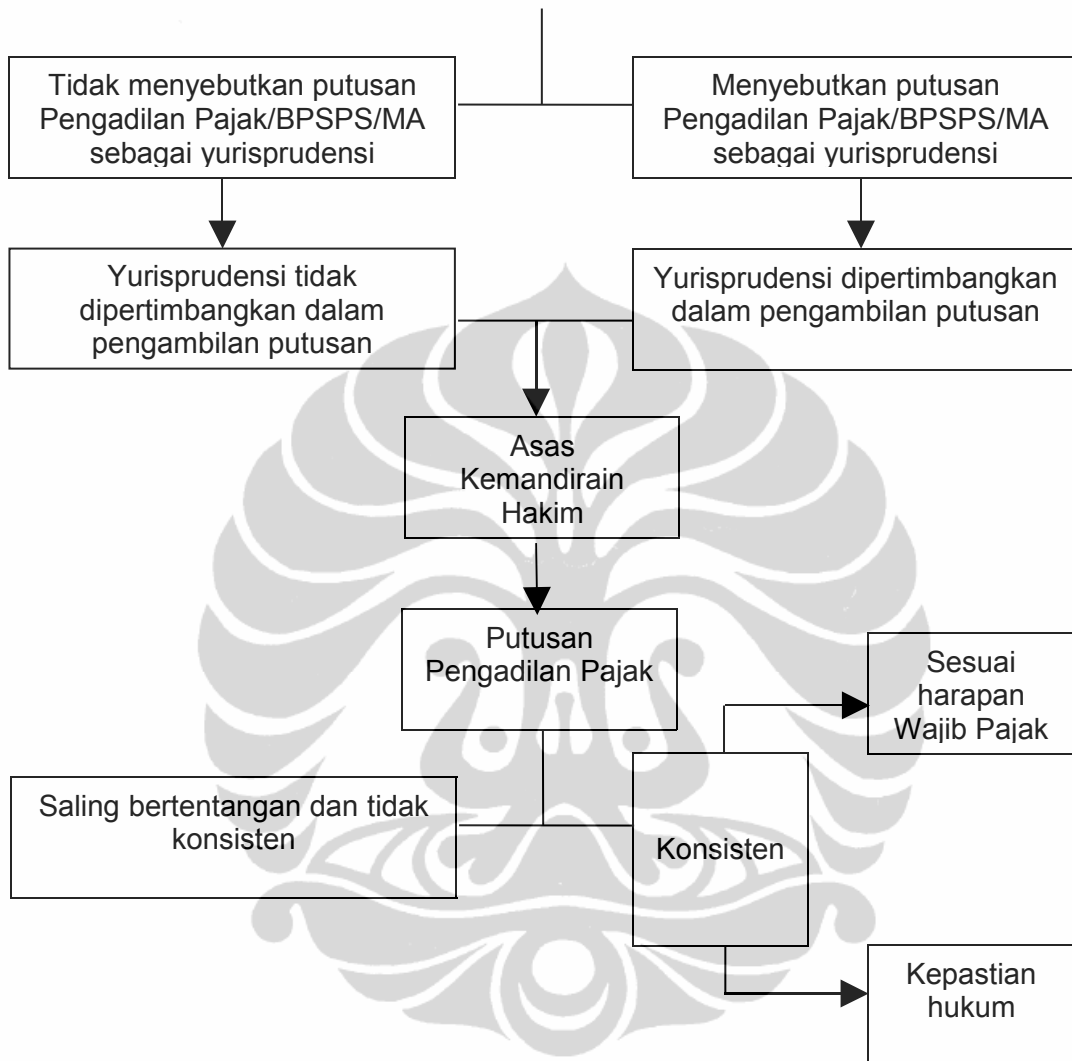 Tidak menyebutkan putusan
Pengadilan Pajak/BPSPS/MA
sebagai yurisprudensi
Menyebutkan putusan
Pengadilan Pajak/BPSPS/MA
sebagai yurisprudensi
Yurisprudensi tidak
dipertimbangkan dalam
pengambilan putusan
Yurisprudensi dipertimbangkan
dalam pengambilan putusan
Asas
Kemandirain
Hakim
Putusan
Pengadilan Pajak
Sesuai
harapan
Wajib Pajak
Saling bertentangan dan tidak
konsisten
Konsisten
Kepastian
hukum